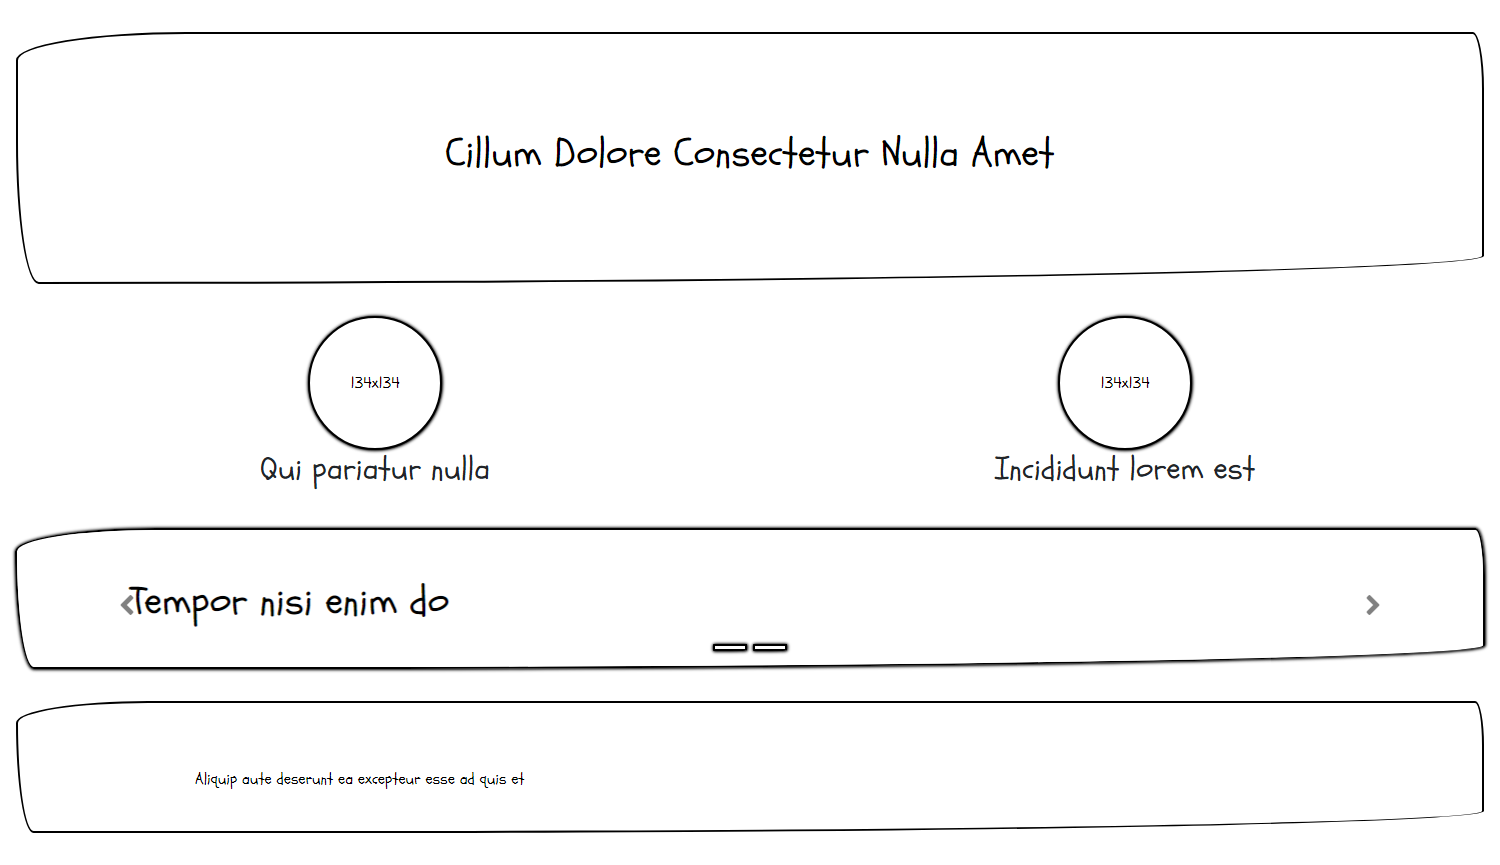 Cillum Dolore Consectetur Nulla Amet
134x134
134x134
Qui pariatur nulla
Incididunt lorem est
Tempor nisi enim do
Aliquip aute deserunt ea excepteur esse ad quis et